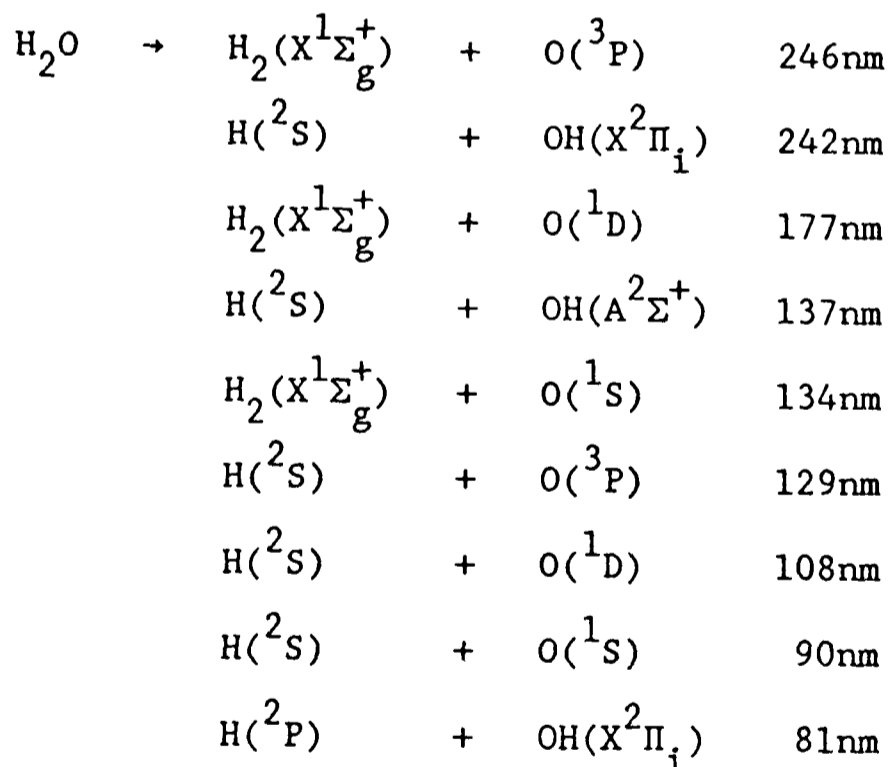 H₂O → H₂(X¹Σg⁺) + O(³P) 246nm
H(²S) + OH(X²Πi) 242nm
H₂(X¹Σg⁺) + O(¹D) 177nm
H(²S) + OH(A²Σ⁺) 137nm
H₂(X¹Σg⁺) + O(¹S) 134nm
H(²S) + O(³P) 129nm
H(²S) + O(¹D) 108nm
H(²S) + O(¹S) 90nm
H(²P) + OH(X²Πi) 81nm